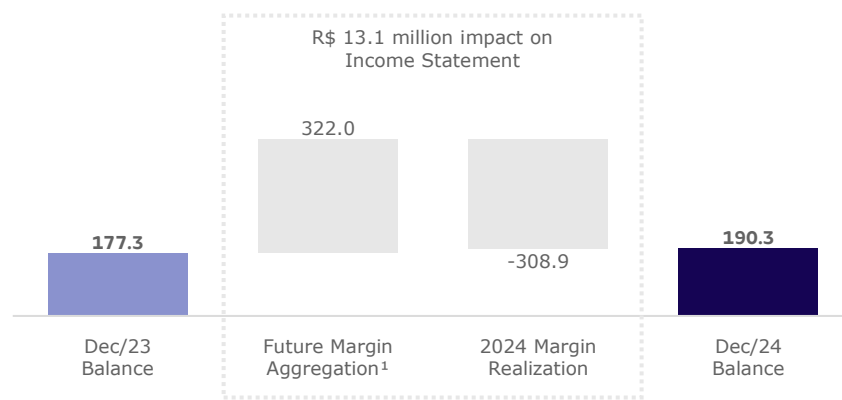 R$ 13.1 million impact on
Income Statement
322.0
177.3
-308.9
190.3
Dec/23
Balance
Future Margin
Aggregation¹
2024 Margin
Realization
Dec/24
Balance